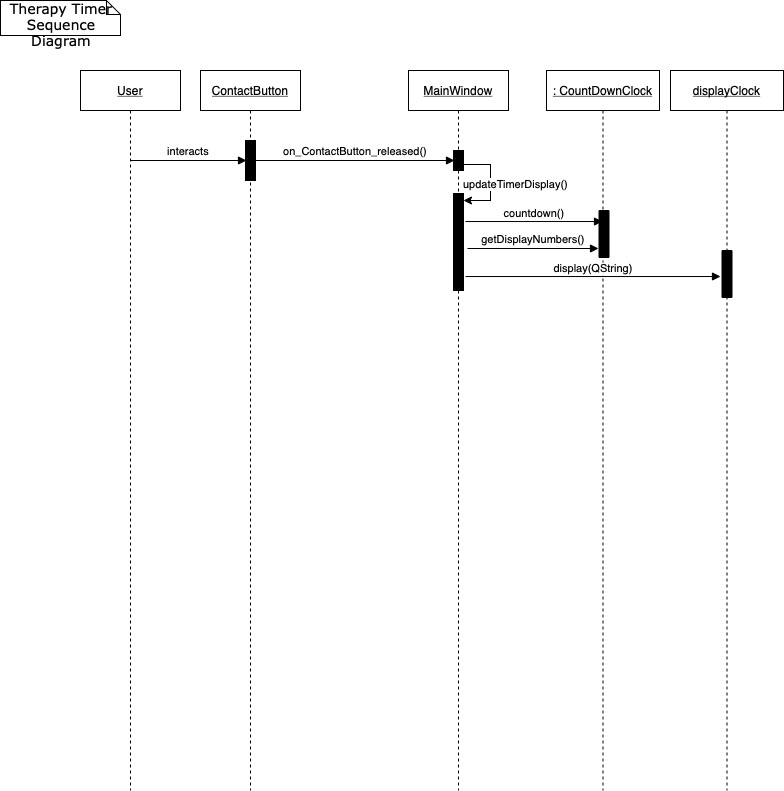 Therapy Timer
Sequence
Diagram
User
ContactButton
MainWindow
: CountDownClock
displayClock
interacts
on_ContactButton_released()
updateTimerDisplay()
countdown()
getDisplayNumbers()
display(QString)